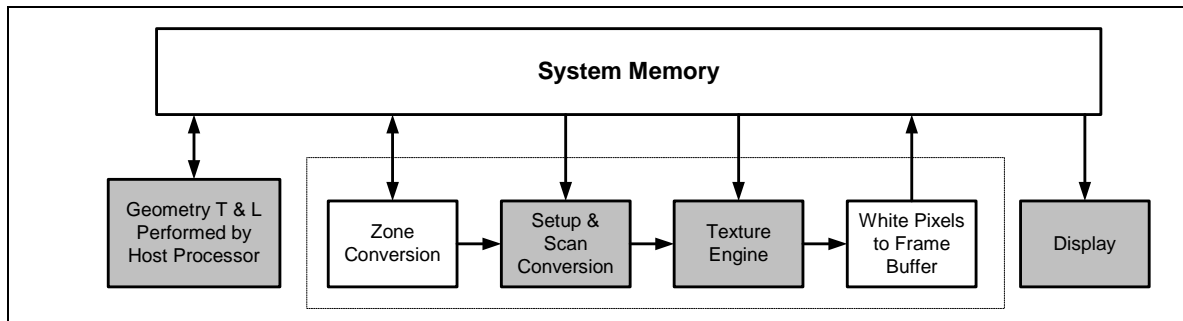 System Memory
Geometry T & L
Performed by
Host Processor
Zone
Conversion
Setup &
Scan
Conversion
Texture
Engine
White Pixels
to Frame
Buffer
Display